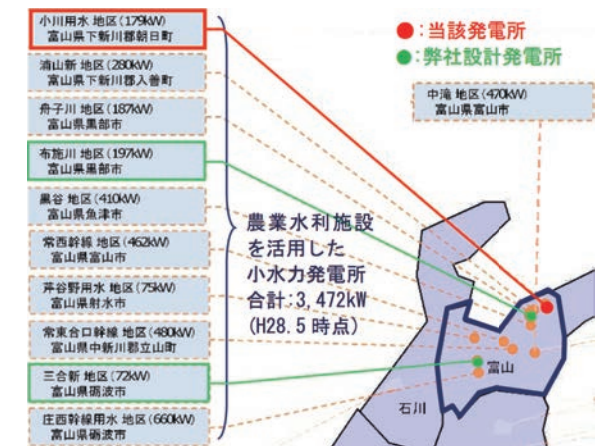 小川用水 地区(179kW)
富山県下新川郡朝日町
浦山新 地区(280kW)
富山県下新川郡入善町
舟子川 地区(187kW)
富山県黒部市
布施川 地区(197kW)
富山県黒部市
黒谷 地区(410kW)
富山県魚津市
常西幹線 地区(462kW)
富山県富山市
芹谷野用水 地区(75kW)
富山県射水市
常東合口幹線 地区(480kW)
富山県中新川郡立山町
三合新 地区(72kW)
富山県砺波市
庄西幹線用水 地区(660kW)
富山県砺波市
●:当該発電所
●:弊社設計発電所
中滝 地区(470kW)
富山県富山市
農業水利施設
を活用した
小水力発電所
合計:3,472kW
(H28.5時点)
富山
石川